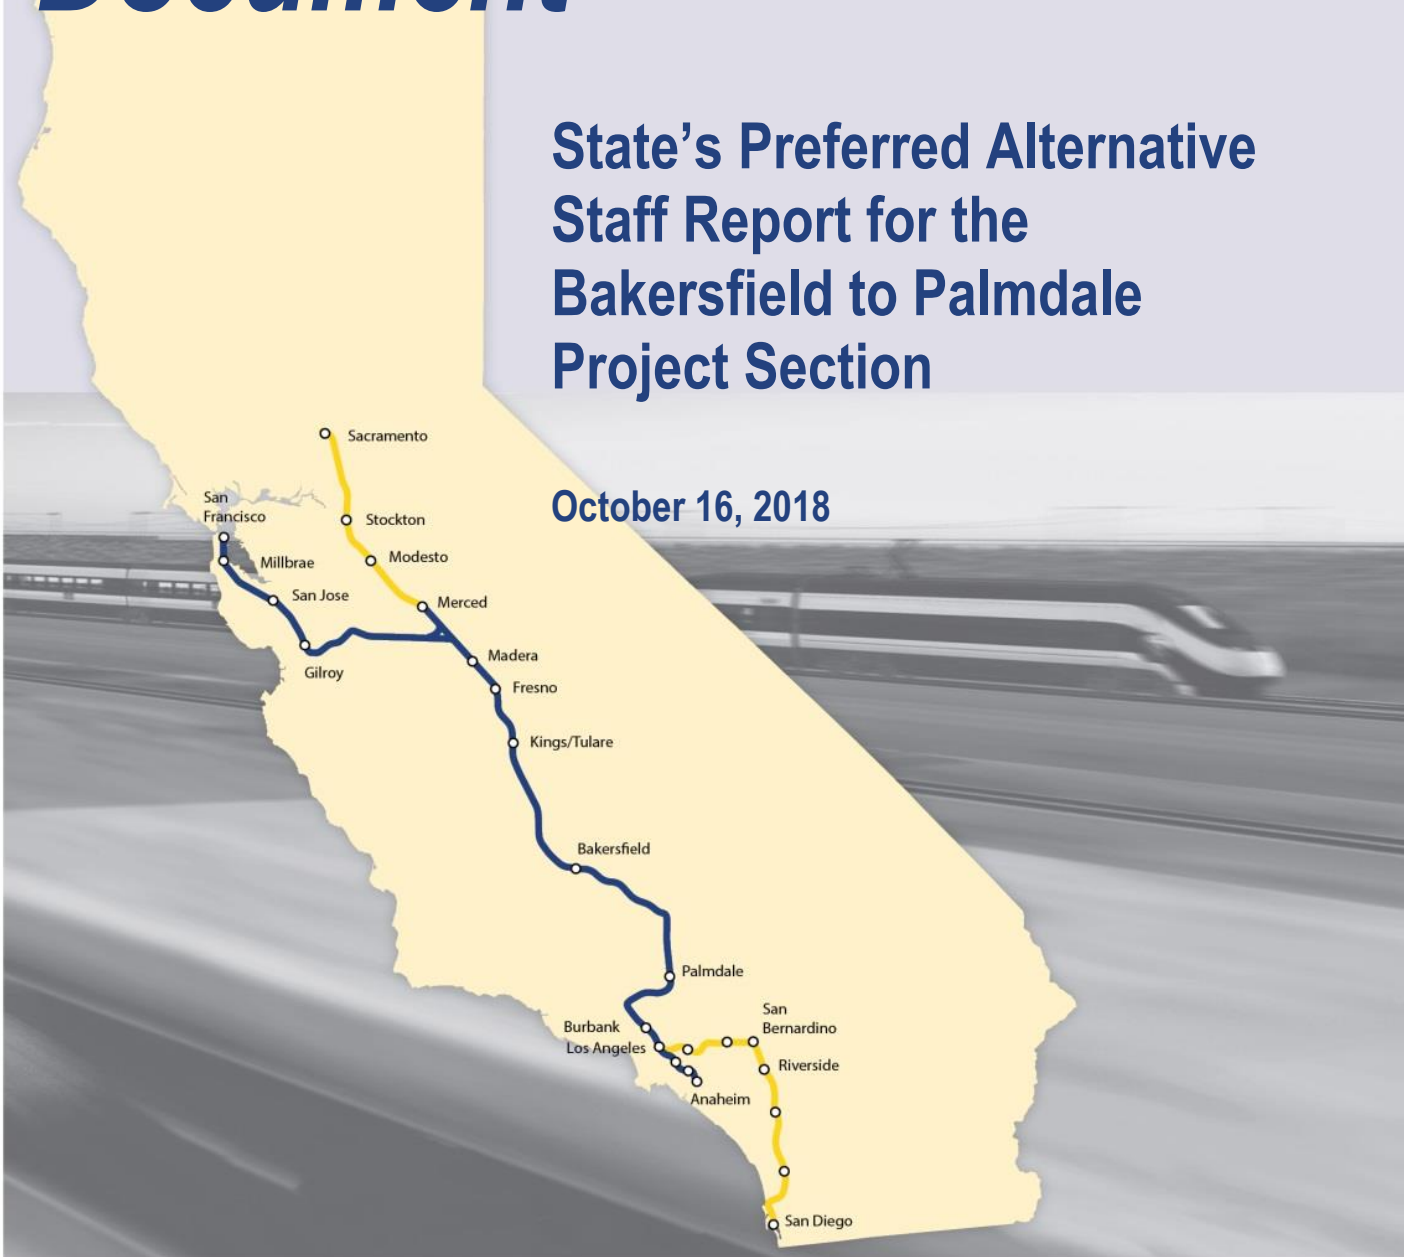 Document
State’s Preferred Alternative
Staff Report for the
Bakersfield to Palmdale
Project Section
October 16, 2018
Sacramento
San
Francisco
Stockton
Millbrae
Modesto
San Jose
Merced
Gilroy
Madera
Fresno
Kings/Tulare
Bakersfield
Palmdale
San
Bernardino
Burbank
Los Angeles
Riverside
Anaheim
San Diego